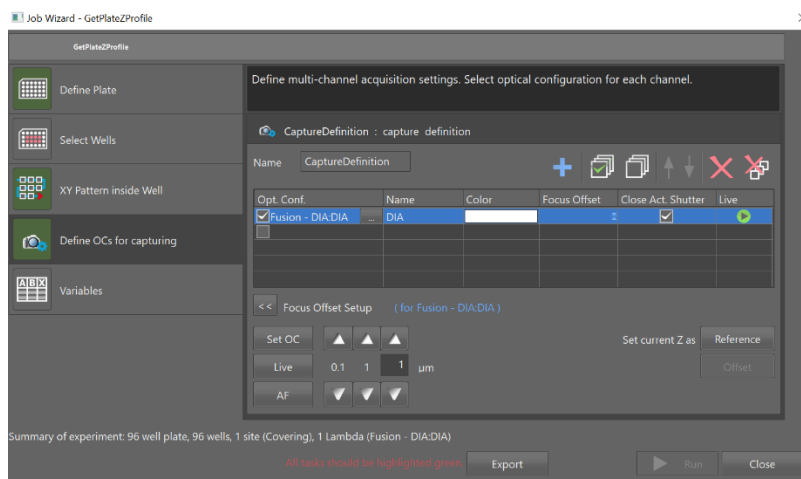 Job Wizard - GetPlateZProfile
GetPlateZProfile
Define Plate
Select Wells
XY Pattern inside Well
Define OCs for capturing
ABX
Variables
Define multi-channel acquisition settings. Select optical configuration for each channel.
CaptureDefinition : capture definition
Name CaptureDefinition
Opt. Conf. Name Color Focus Offset Close Act. Shutter Live
Fusion - DIA:DIA ... DIA
<< Focus Offset Setup ( for Fusion - DIA:DIA )
Set OC Set current Z as Reference
Live 0.1 1 1 µm Offset
AF
Summary of experiment: 96 well plate, 96 wells, 1 site (Covering), 1 Lambda (Fusion - DIA:DIA)
All tasks should be highlighted green. Export Run Close